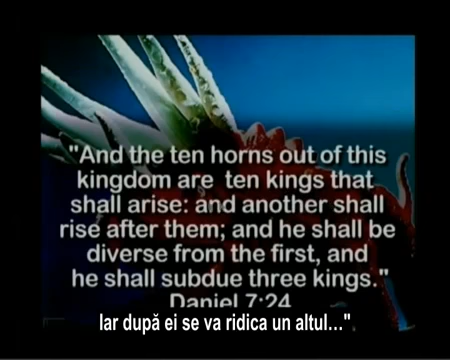 "And the ten horns out of this
kingdom are ten kings that
shall arise: and another shall
rise after them; and he shall be
diverse from the first, and
he shall subdue three kings."
Daniel 7:24
Iar după ei se va ridica un altul..."